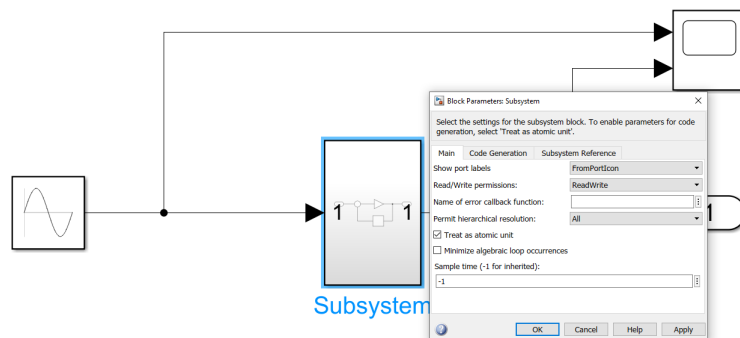 Block Parameters: Subsystem
Select the settings for the subsystem block. To enable parameters for code
generation, select 'Treat as atomic unit'.
Main Code Generation Subsystem Reference
Show port labels FromPortIcon
Read/Write permissions: ReadWrite
Name of error callback function:
Permit hierarchical resolution: All
Treat as atomic unit
Minimize algebraic loop occurrences
Sample time (-1 for inherited):
-1
OK Cancel Help Apply
1 1
1
Subsystem